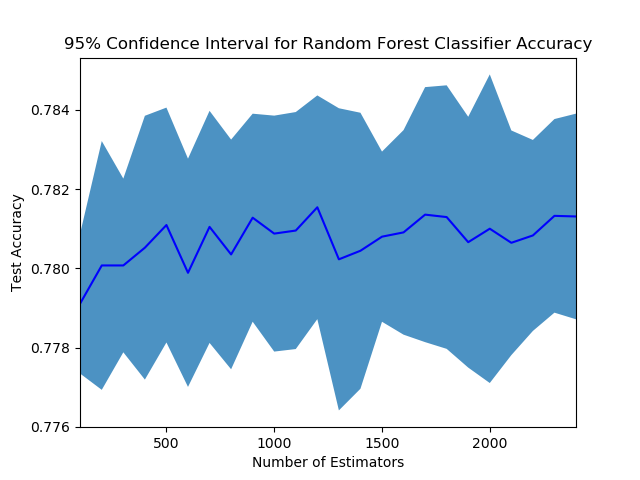 95% Confidence Interval for Random Forest Classifier Accuracy
0.784
0.782
0.780
0.778
0.776
Test Accuracy
500 1000 1500 2000
Number of Estimators